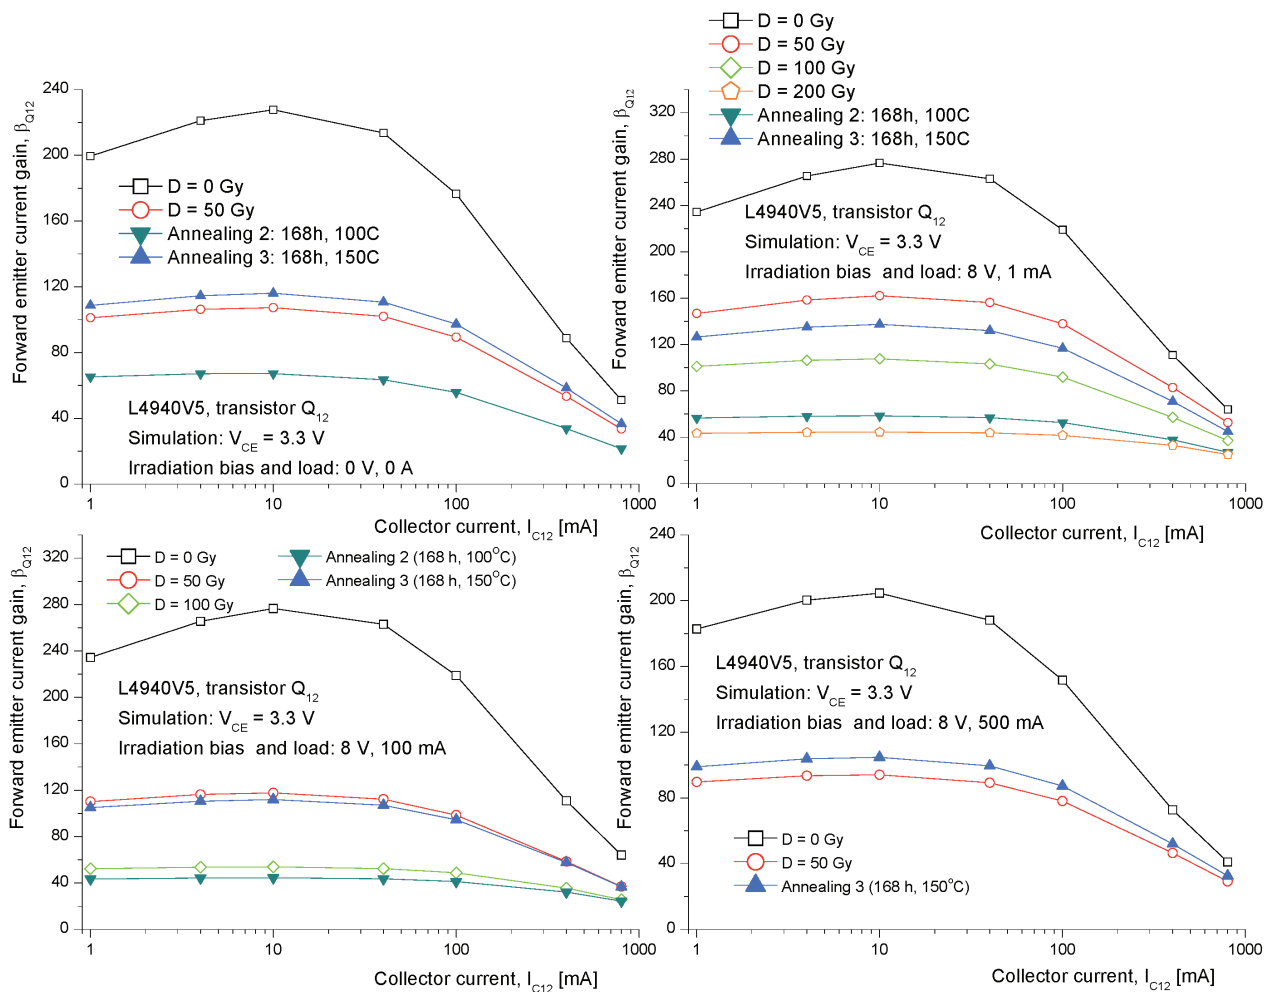 Forward emitter current gain, βQ12
240
200
160
120
80
40
0
D = 0 Gy
D = 50 Gy
Annealing 2: 168h, 100C
Annealing 3: 168h, 150C
L4940V5, transistor Q12
Simulation: VCE = 3.3 V
Irradiation bias and load: 0 V, 0 A
1 10 100 1000
Collector current, IC12 [mA]
D = 0 Gy
D = 50 Gy
D = 100 Gy
D = 200 Gy
Annealing 2: 168h, 100C
Annealing 3: 168h, 150C
Forward emitter current gain, βQ12
320
280
240
200
160
120
80
40
0
L4940V5, transistor Q12
Simulation: VCE = 3.3 V
Irradiation bias and load: 8 V, 1 mA
1 10 100 1000
Collector current, IC12 [mA]
Forward emitter current gain, βQ12
320
280
240
200
160
120
80
40
0
D = 0 Gy
D = 50 Gy
D = 100 Gy
Annealing 2 (168 h, 100°C)
Annealing 3 (168 h, 150°C)
L4940V5, transistor Q12
Simulation: VCE = 3.3 V
Irradiation bias and load: 8 V, 100 mA
1 10 100 1000
Collector current, IC12 [mA]
Forward emitter current gain, βQ12
240
200
160
120
80
40
0
L4940V5, transistor Q12
Simulation: VCE = 3.3 V
Irradiation bias and load: 8 V, 500 mA
D = 0 Gy
D = 50 Gy
Annealing 3 (168 h, 150°C)
1 10 100 1000
Collector current, IC12 [mA]